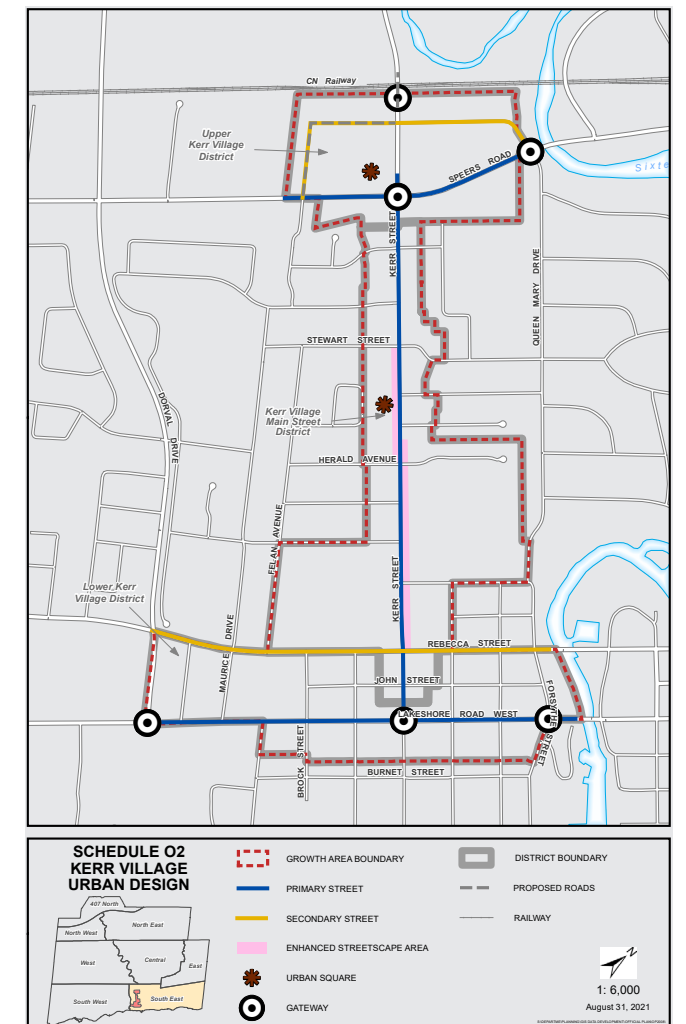 CN Railway
Upper
Kerr Village
District
SPEERS ROAD
Sixte
KERR STREET
QUEEN MARY DRIVE
STEWART STREET
DORVAL DRIVE
Kerr Village
Main Street
District
HERALD AVENUE
FELAN AVENUE
KERR STREET
Lower Kerr
Village District
MAURICE DRIVE
REBECCA STREET
JOHN STREET
FORSYTHE STREET
LAKESHORE ROAD WEST
BROCK STREET
BURNET STREET
SCHEDULE O2
KERR VILLAGE
URBAN DESIGN
407 North
North West
North East
West
Central
East
South West
South East
GROWTH AREA BOUNDARY
PRIMARY STREET
SECONDARY STREET
ENHANCED STREETSCAPE AREA
URBAN SQUARE
GATEWAY
DISTRICT BOUNDARY
PROPOSED ROADS
RAILWAY
N
1: 6,000
August 31, 2021